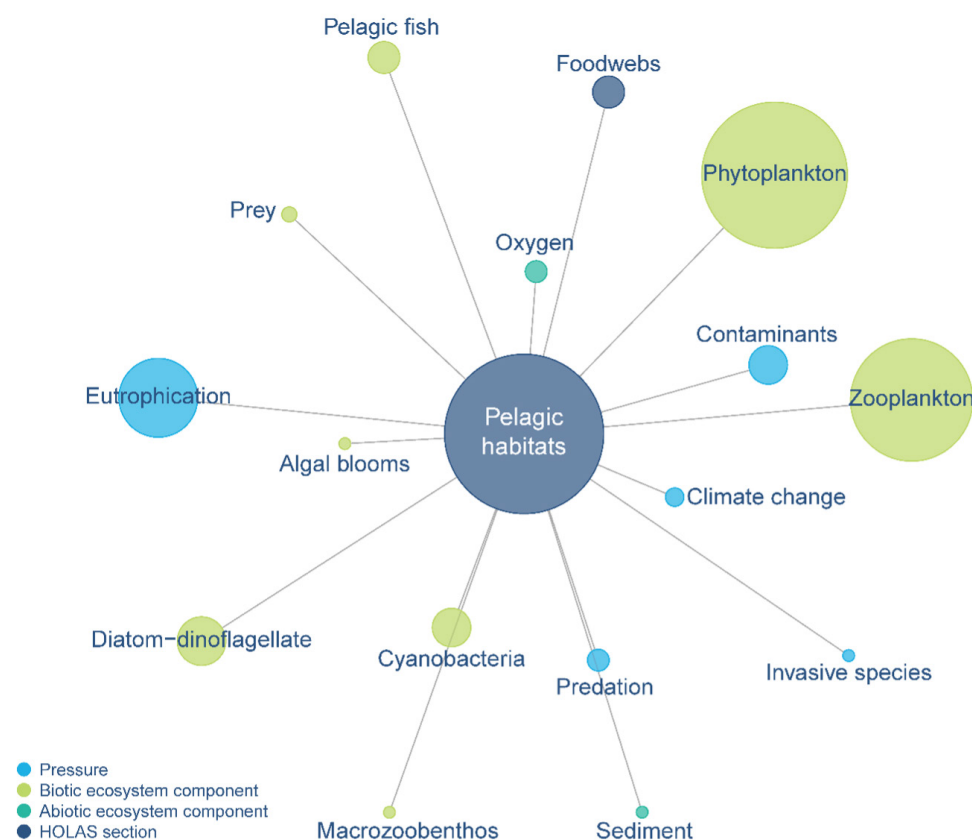 Pelagic fish
Foodwebs
Phytoplankton
Prey
Oxygen
Contaminants
Eutrophication
Zooplankton
Pelagic
habitats
Algal blooms
Climate change
Diatom−dinoflagellate
Cyanobacteria
Predation
Invasive species
Pressure
Biotic ecosystem component
Abiotic ecosystem component
HOLAS section
Macrozoobenthos
Sediment